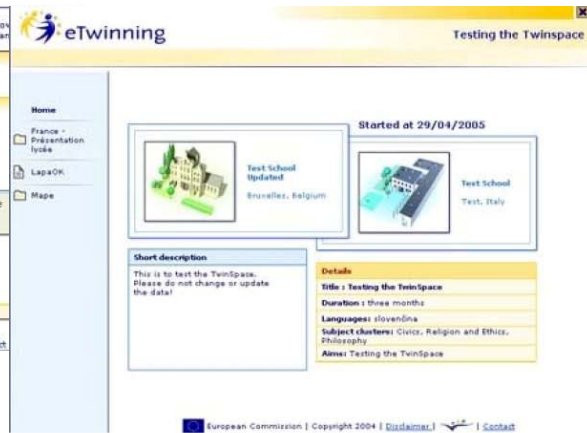 eTwinning
Testing the Twinspace
Home
France -
Présentation
lycée
LapaOK
Mape
Started at 29/04/2005
Test School
Updated
Bruxelles, Belgium
Test School
Test, Italy
Short description
This is to test the TwinSpace.
Please do not change or update
the data!
Details
Title : Testing the TwinSpace
Duration : three months
Languages: slovenčina
Subject clusters: Civics, Religion and Ethics,
Philosophy
Aims: Testing the TwinSpace
European Commission | Copyright 2004 | Disclaimer | | Contact